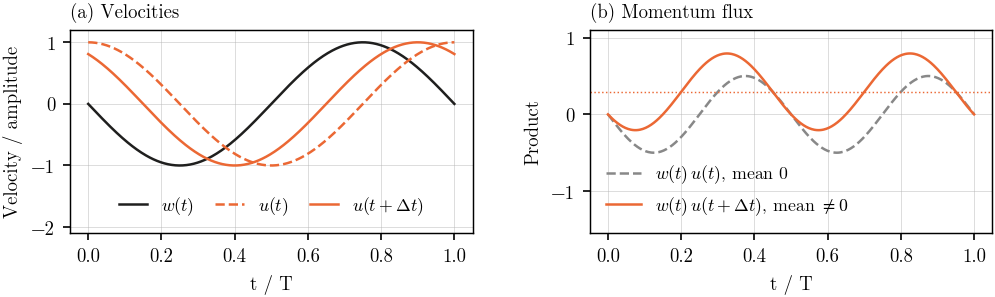 (a) Velocities
Velocity / amplitude
1
0
−1
−2
w(t)
u(t)
u(t + Δt)
0.0 0.2 0.4 0.6 0.8 1.0
t / T
(b) Momentum flux
Product
1
0
−1
w(t) u(t), mean 0
w(t) u(t + Δt), mean ≠ 0
0.0 0.2 0.4 0.6 0.8 1.0
t / T